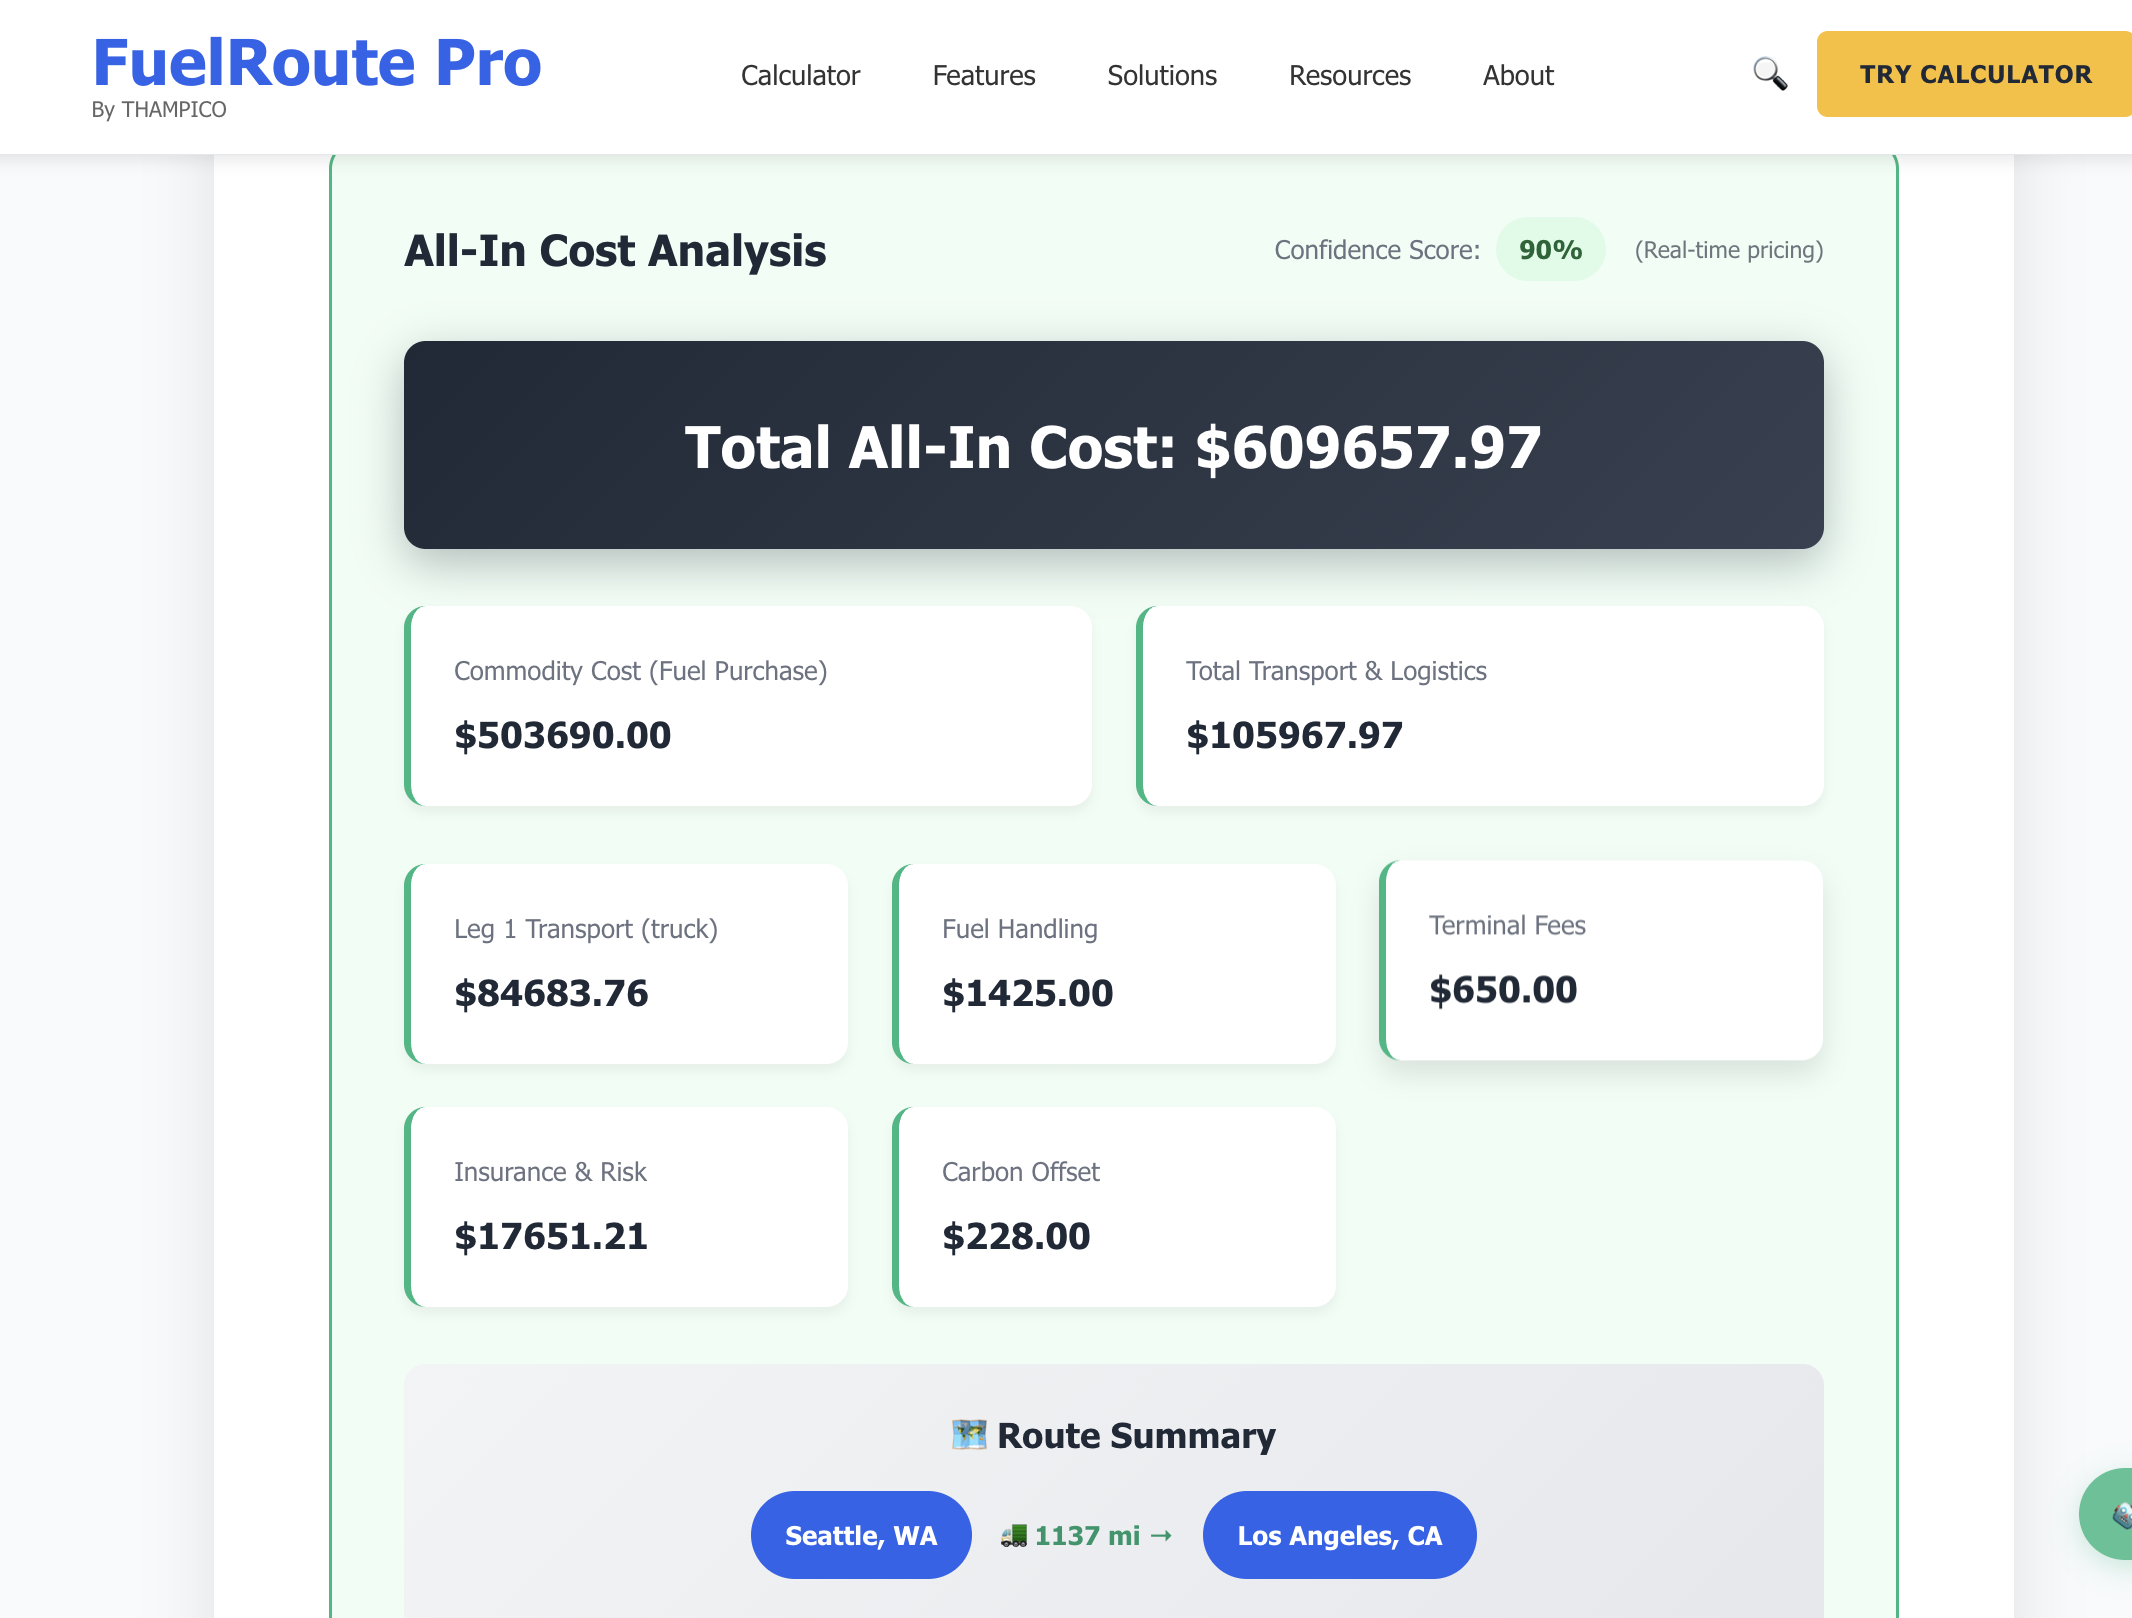 FuelRoute Pro
By THAMPICO
Calculator
Features
Solutions
Resources
About
TRY CALCULATOR
All-In Cost Analysis
Confidence Score: 90% (Real-time pricing)
Total All-In Cost: $609657.97
Commodity Cost (Fuel Purchase)
$503690.00
Total Transport & Logistics
$105967.97
Leg 1 Transport (truck)
$84683.76
Fuel Handling
$1425.00
Terminal Fees
$650.00
Insurance & Risk
$17651.21
Carbon Offset
$228.00
Route Summary
Seattle, WA
1137 mi →
Los Angeles, CA